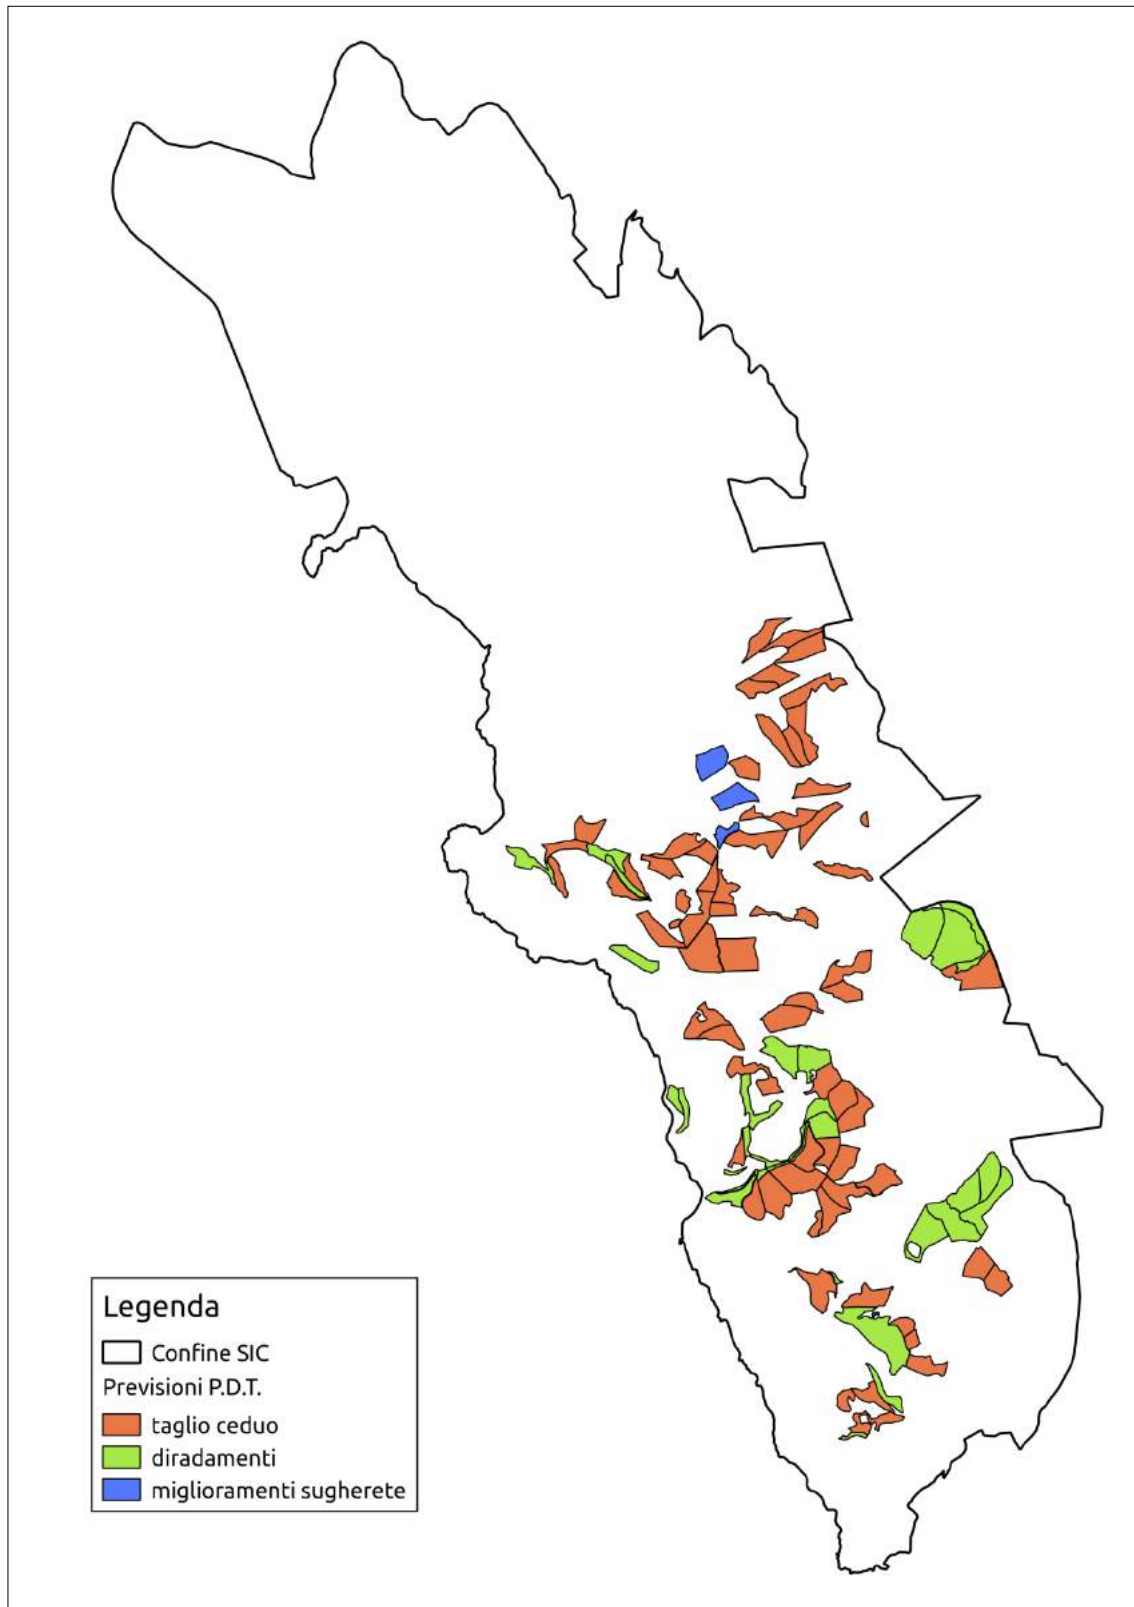 Legenda
Confine SIC
Previsioni P.D.T.
taglio ceduo
diradamenti
miglioramenti sugherete